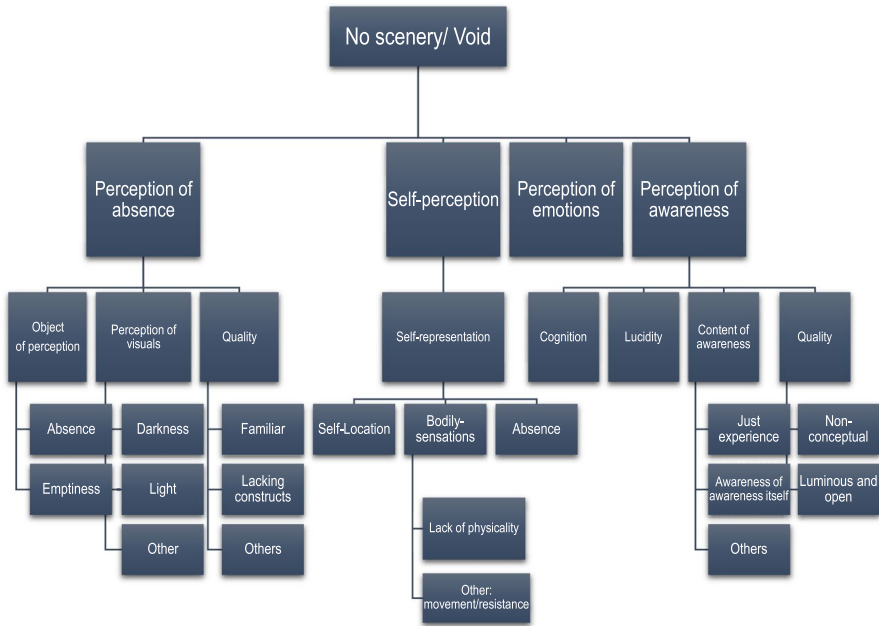 No scenery/ Void
Perception of
absence
Self-perception
Perception of
emotions
Perception of
awareness
Object
of perception
Perception of
visuals
Quality
Self-representation
Cognition
Lucidity
Content of
awareness
Quality
Absence
Darkness
Familiar
Self-Location
Bodily-
sensations
Absence
Just
experience
Non-
conceptual
Emptiness
Light
Lacking
constructs
Awareness of
awareness itself
Luminous and
open
Other
Others
Lack of physicality
Others
Other:
movement/resistance